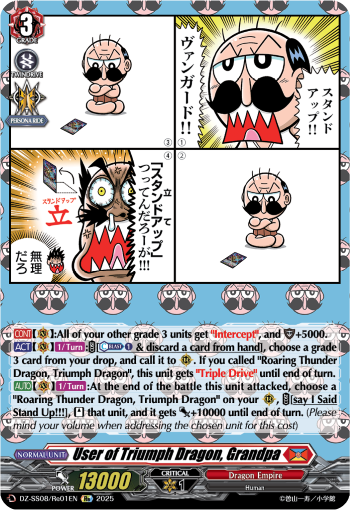 3
GRADE
TWINDRIVE
PERSONA RIDE
スタンド
アップ!!
ヴァンガード!!
①
②
③
④
「スタンドアップ」
立て
つってんだろーが!!!
スタンドアップ
立
無理
だろ
CONT【 】:All of your other grade 3 units get "Intercept", and +5000.
ACT【 】1/Turn:[ BLAST 1 & discard a card from hand], choose a grade
3 card from your drop, and call it to . If you called "Roaring Thunder
Dragon, Triumph Dragon", this unit gets "Triple Drive" until end of turn.
AUTO【 】1/Turn:At the end of the battle this unit attacked, choose a
"Roaring Thunder Dragon, Triumph Dragon" on your , [say I Said
Stand Up!!!], that unit, and it gets +10000 until end of turn. (Please
mind your volume when addressing the chosen unit for this cost)
NORMAL UNIT
User of Triumph Dragon, Grandpa
POWER
13000
CRITICAL
1
Dragon Empire
Human
DZ-SS08/Re01EN Re 2025
©曽山一寿／小学館